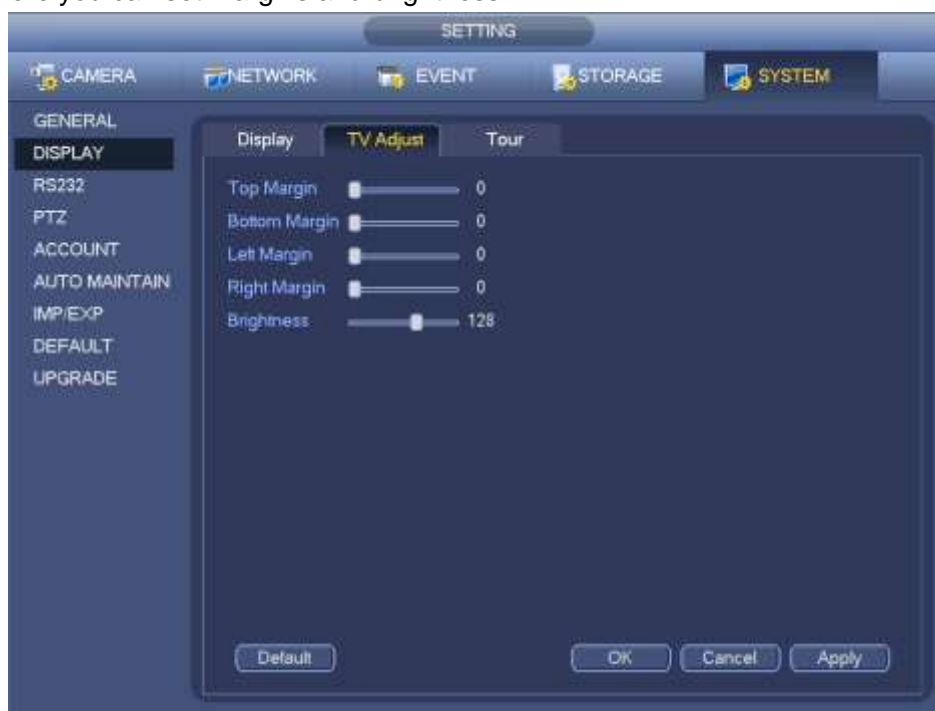 SETTING
CAMERA NETWORK EVENT STORAGE SYSTEM
GENERAL
DISPLAY
RS232
PTZ
ACCOUNT
AUTO MAINTAIN
IMP/EXP
DEFAULT
UPGRADE
Display TV Adjust Tour
Top Margin 0
Bottom Margin 0
Left Margin 0
Right Margin 0
Brightness 128
Default OK Cancel Apply